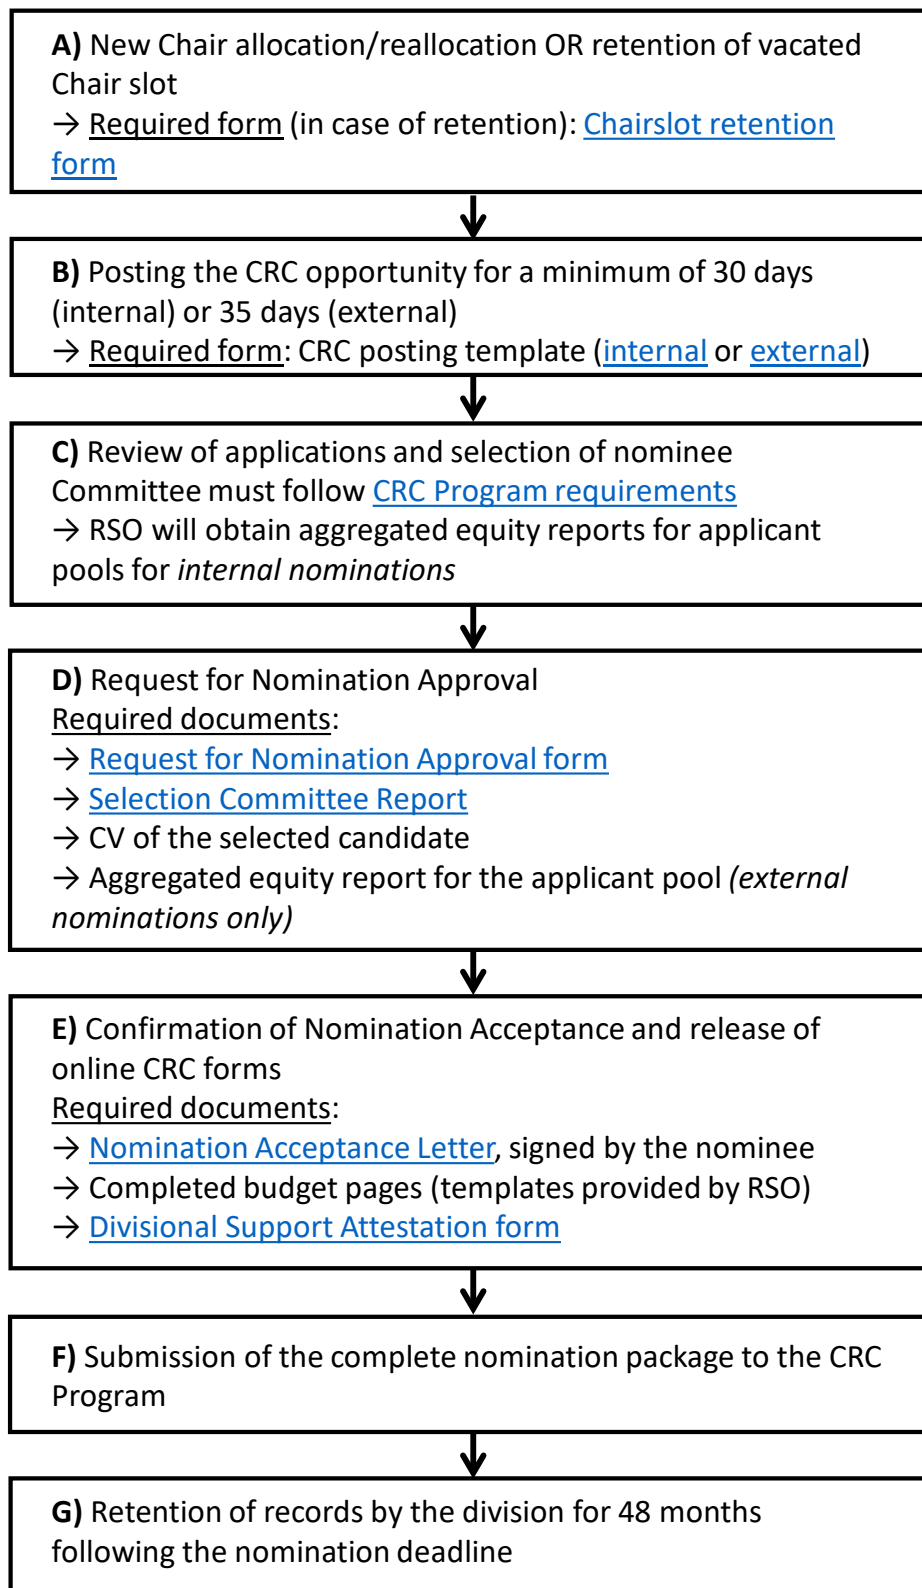 A) New Chair allocation/reallocation OR retention of vacated
Chair slot
→ Required form (in case of retention): Chairslot retention
form
B) Posting the CRC opportunity for a minimum of 30 days
(internal) or 35 days (external)
→ Required form: CRC posting template (internal or external)
C) Review of applications and selection of nominee
Committee must follow CRC Program requirements
→ RSO will obtain aggregated equity reports for applicant
pools for internal nominations
D) Request for Nomination Approval
Required documents:
→ Request for Nomination Approval form
→ Selection Committee Report
→ CV of the selected candidate
→ Aggregated equity report for the applicant pool (external
nominations only)
E) Confirmation of Nomination Acceptance and release of
online CRC forms
Required documents:
→ Nomination Acceptance Letter, signed by the nominee
→ Completed budget pages (templates provided by RSO)
→ Divisional Support Attestation form
F) Submission of the complete nomination package to the CRC
Program
G) Retention of records by the division for 48 months
following the nomination deadline